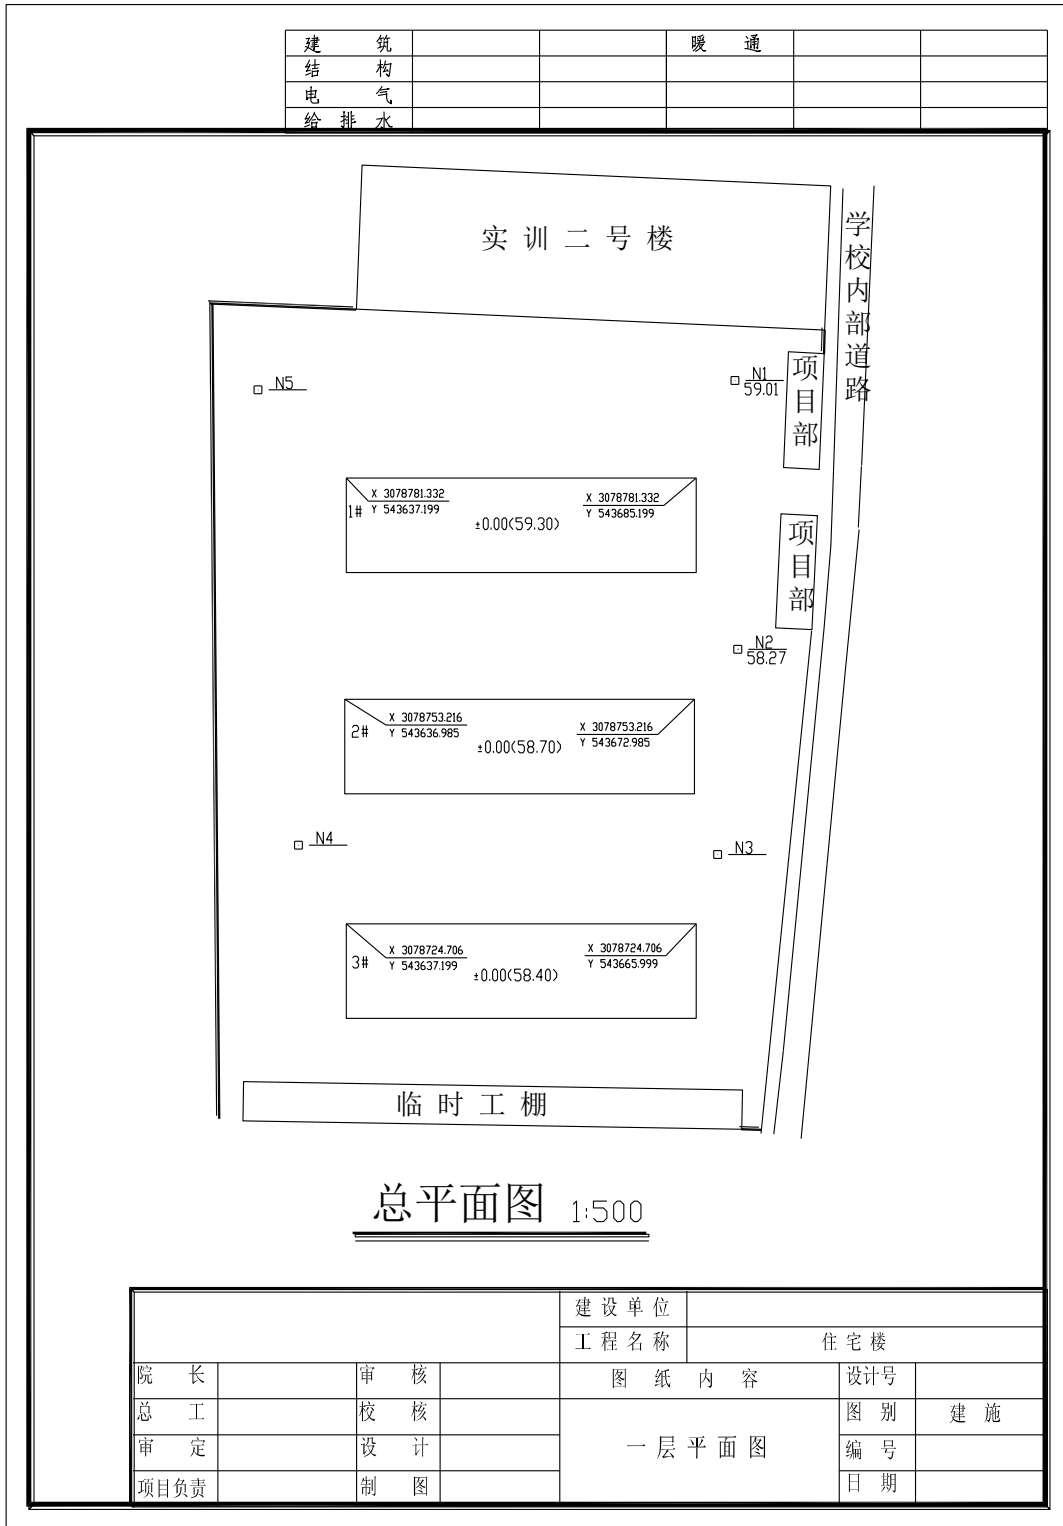 建 筑 暖 通
结 构
电 气
给 排 水
实 训 二 号 楼
学校内部道路
N5
N1
59.01
项目部
1#
X 3078781.332
Y 543637.199
±0.00(59.30)
X 3078781.332
Y 543685.199
项目部
N2
58.27
2#
X 3078753.216
Y 543636.985
±0.00(58.70)
X 3078753.216
Y 543672.985
N4
N3
3#
X 3078724.706
Y 543637.199
±0.00(58.40)
X 3078724.706
Y 543665.999
临 时 工 棚
总平面图 1:500
建 设 单 位
工 程 名 称 住 宅 楼
院 长 审 核 图 纸 内 容 设计号
总 工 校 核 图 别 建 施
审 定 设 计 一 层 平 面 图 编 号
项目负责 制 图 日 期